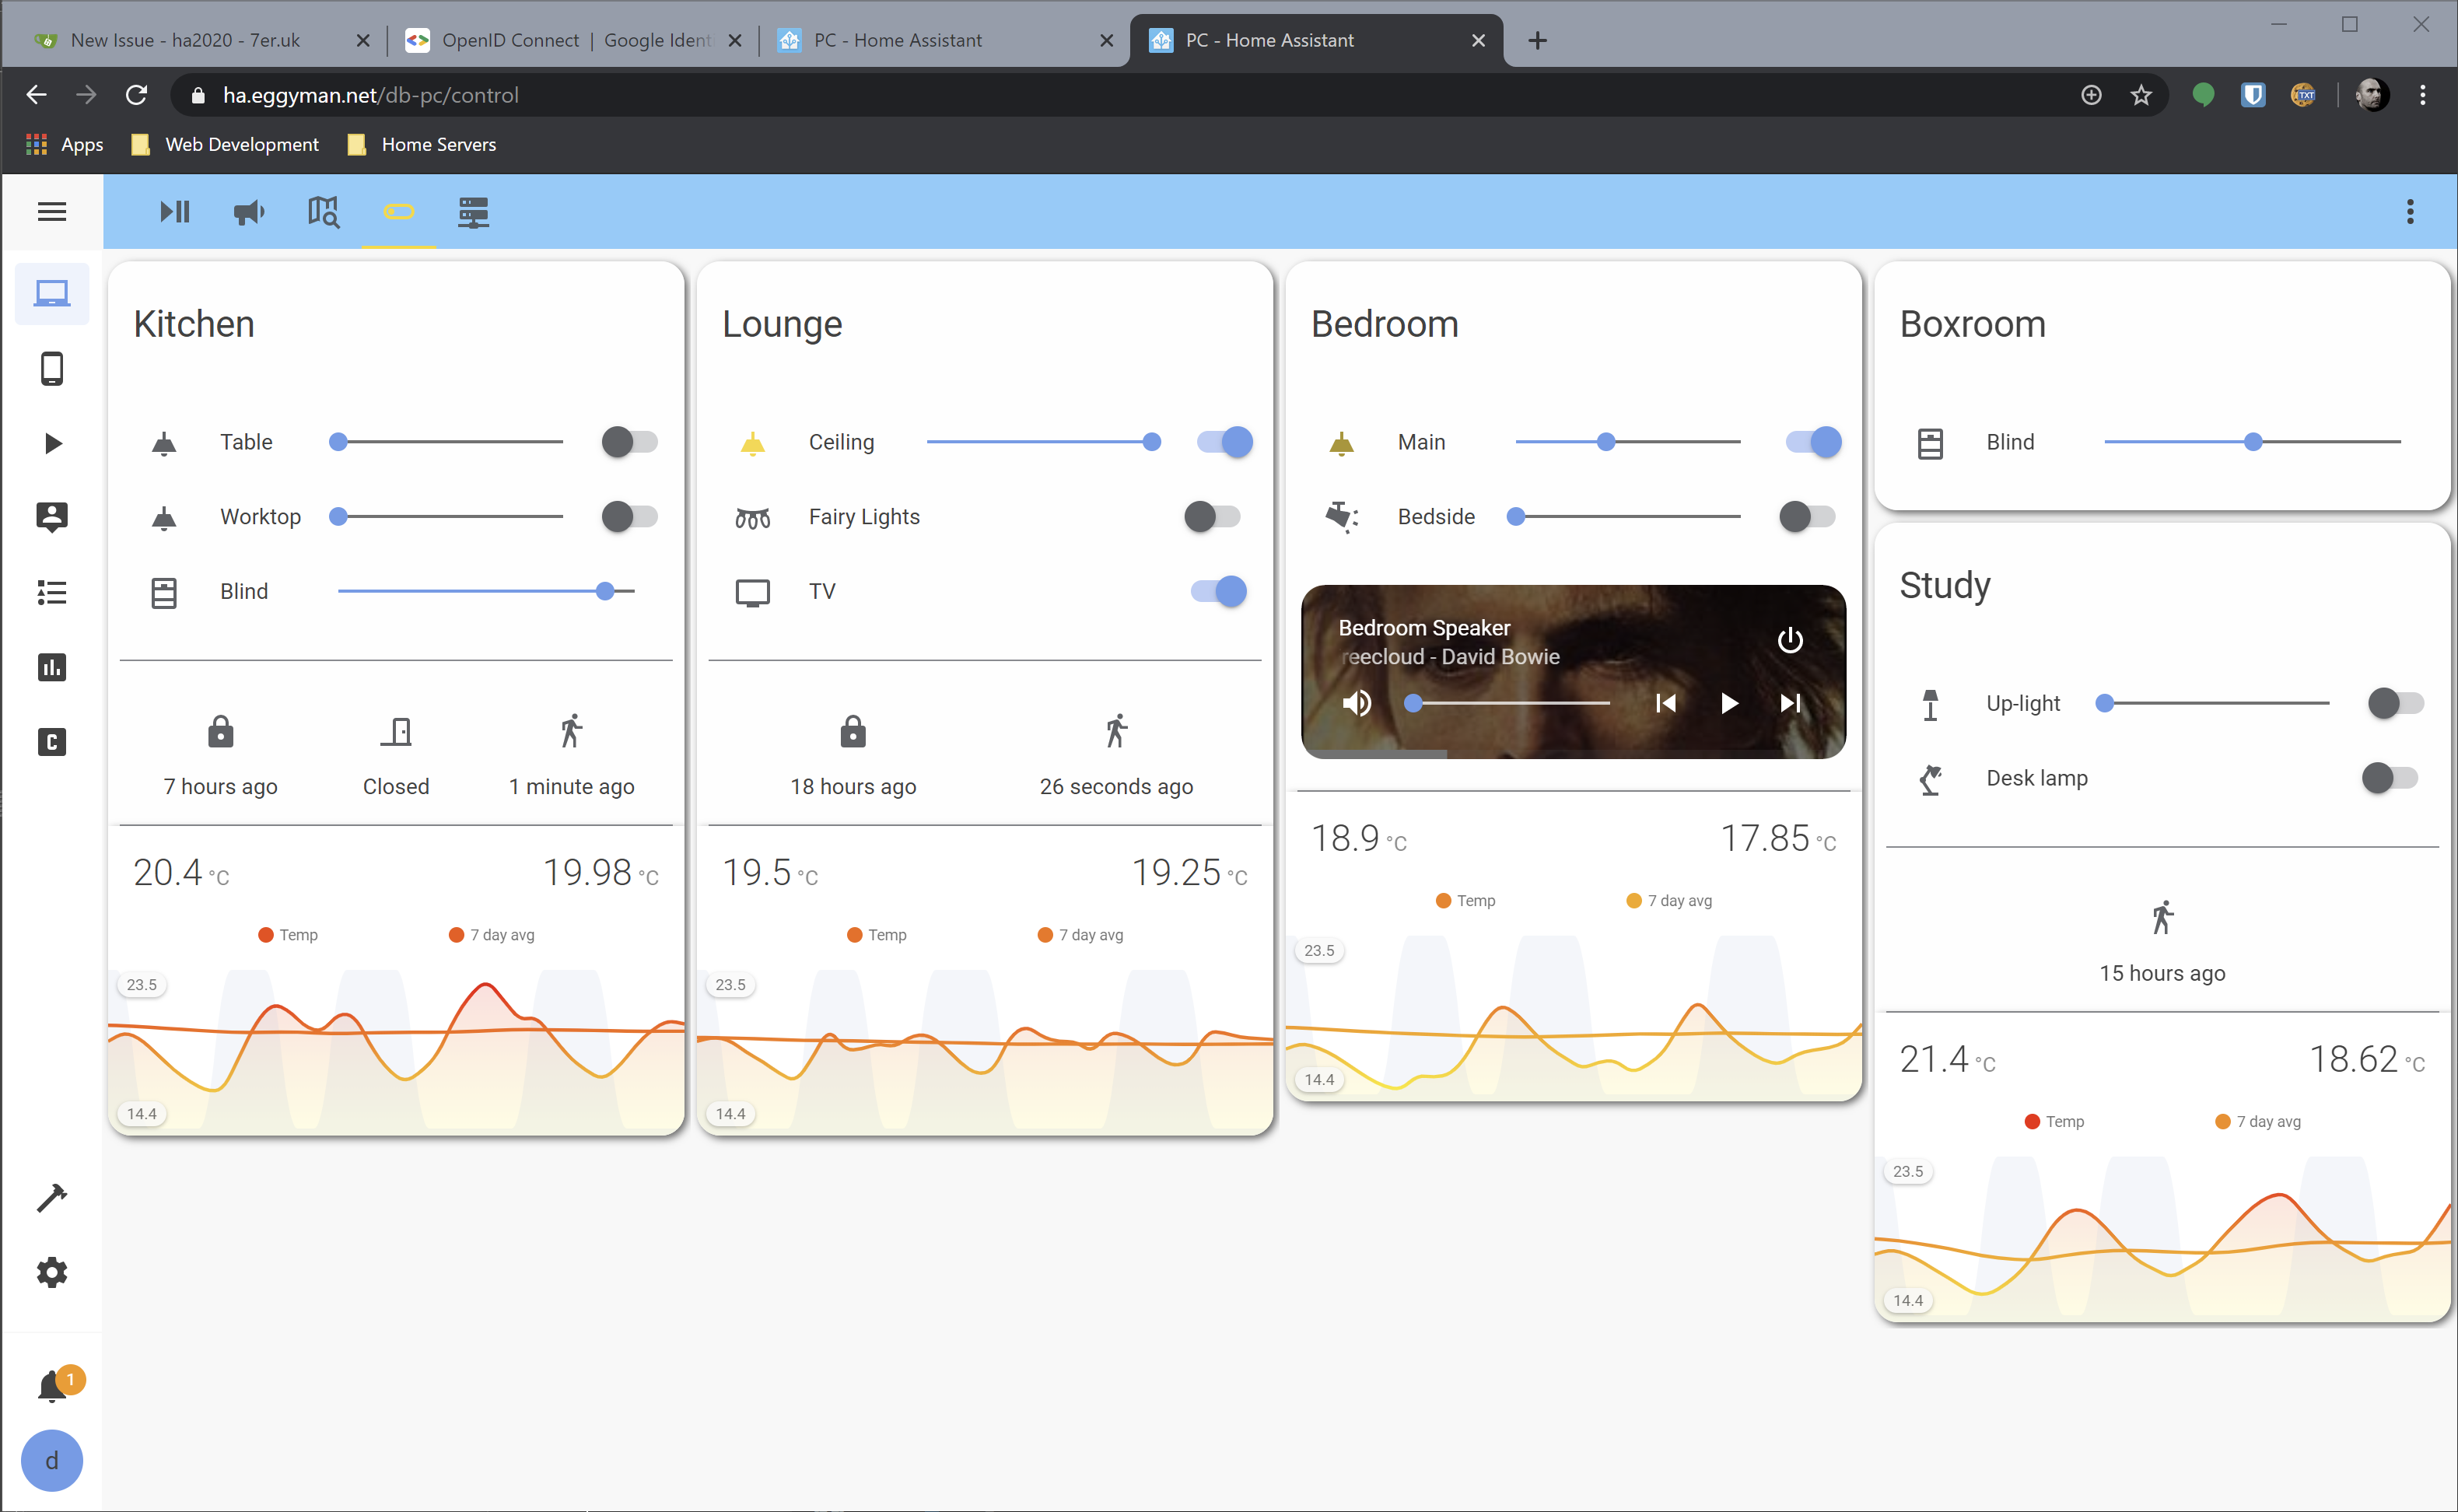 New Issue - ha2020 - 7er.uk
OpenID Connect | Google Ident
PC - Home Assistant
PC - Home Assistant
ha.eggyman.net/db-pc/control
TXT
Apps
Web Development
Home Servers
Kitchen
Table
Worktop
Blind
7 hours ago
Closed
1 minute ago
20.4 °C
19.98 °C
Temp
7 day avg
23.5
14.4
Lounge
Ceiling
Fairy Lights
TV
18 hours ago
26 seconds ago
19.5 °C
19.25 °C
Temp
7 day avg
23.5
14.4
Bedroom
Main
Bedside
Bedroom Speaker
reecloud - David Bowie
18.9 °C
17.85 °C
Temp
7 day avg
23.5
14.4
Boxroom
Blind
Study
Up-light
Desk lamp
15 hours ago
21.4 °C
18.62 °C
Temp
7 day avg
23.5
14.4
C
1
d